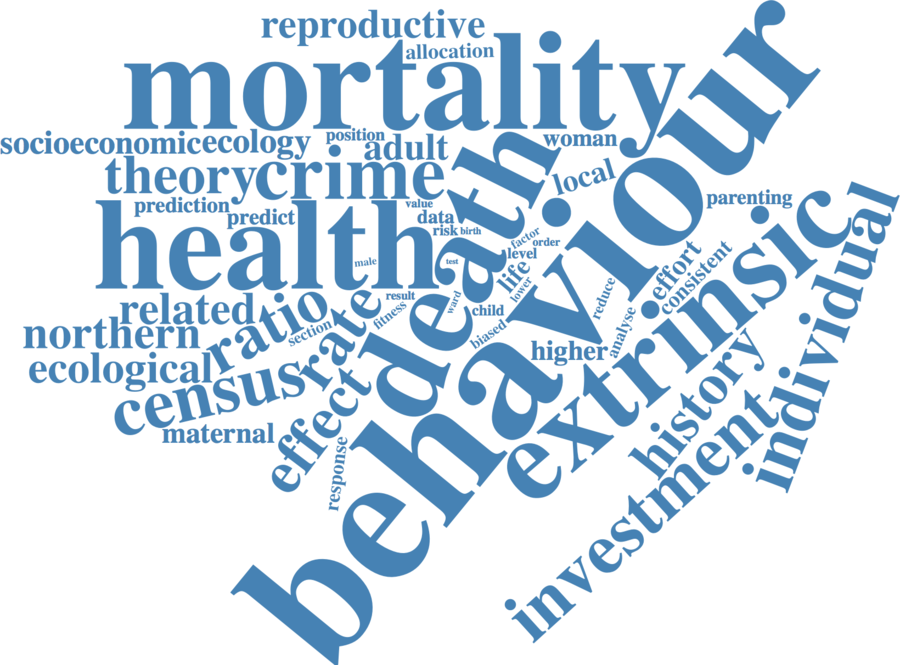 reproductive
allocation
mortality
behaviour
socioeconomic
ecology
position
adult
woman
theory
crime
death
local
prediction
predict
value
data
parenting
health
risk
birth
factor
order
level
male
test
life
lower
effort
consistent
extrinsic
individual
related
ratio
result
fitness
ward
child
reduce
northern
section
rate
biased
analyse
higher
ecological
census
history
maternal
effect
response
investment